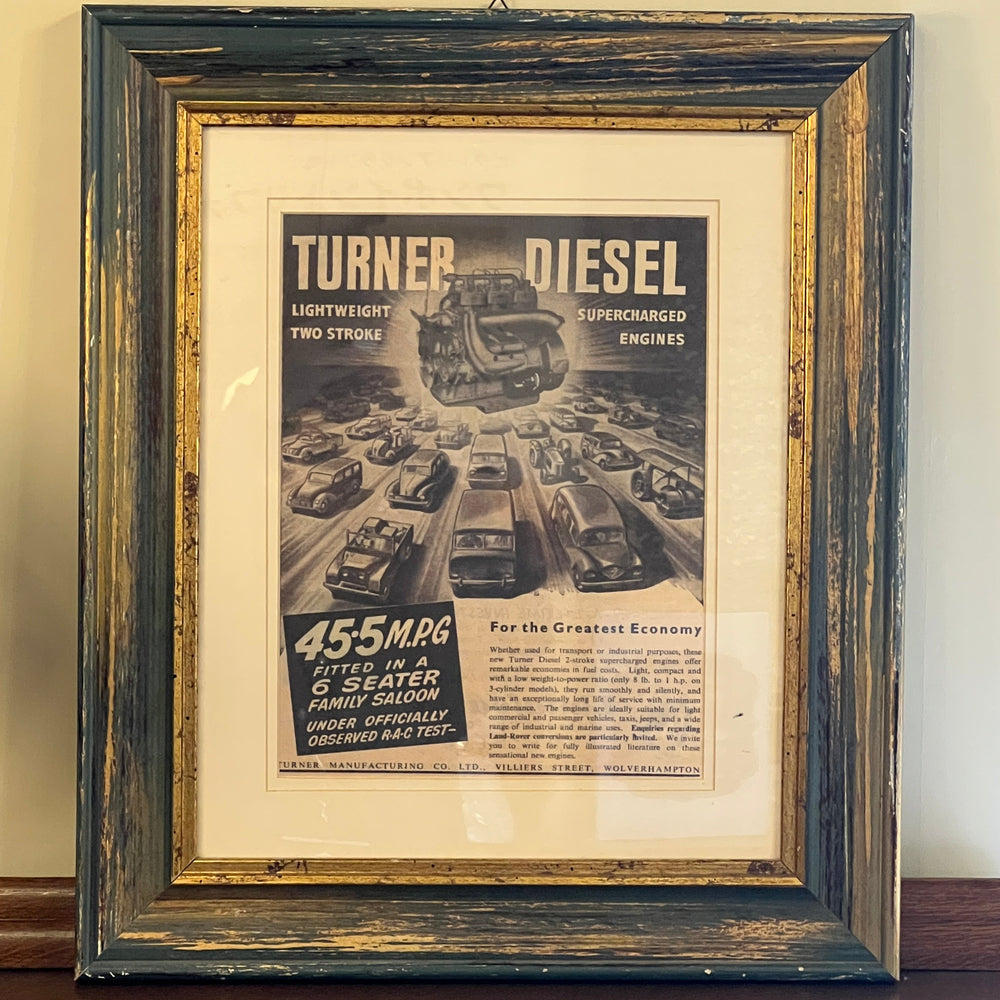 TURNER DIESEL
LIGHTWEIGHT
TWO STROKE
SUPERCHARGED
ENGINES
45·5 M.P.G
FITTED IN A
6 SEATER
FAMILY SALOON
UNDER OFFICIALLY
OBSERVED R·A·C TEST—
For the Greatest Economy
Whether used for transport or industrial purposes, these
new Turner Diesel 2-stroke supercharged engines offer
remarkable economies in fuel costs. Light, compact and
with a low weight-to-power ratio (only 8 lb. to 1 h.p. on
3-cylinder models), they run smoothly and silently, and
have an exceptionally long life of service with minimum
maintenance. The engines are ideally suitable for light
commercial and passenger vehicles, taxis, jeeps, and a wide
range of industrial and marine uses. Enquiries regarding
Land-Rover conversions are particularly invited. We invite
you to write for fully illustrated literature on these
sensational new engines.
TURNER MANUFACTURING CO. LTD., VILLIERS STREET, WOLVERHAMPTON